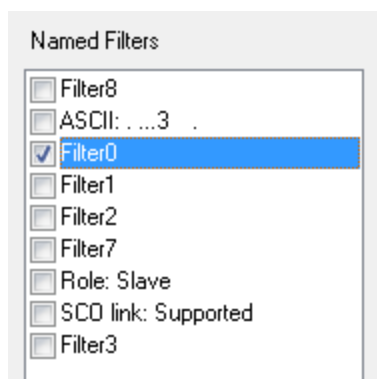 Named Filters
Filter8
ASCII: . ...3   .
Filter0
Filter1
Filter2
Filter7
Role: Slave
SCO link: Supported
Filter3